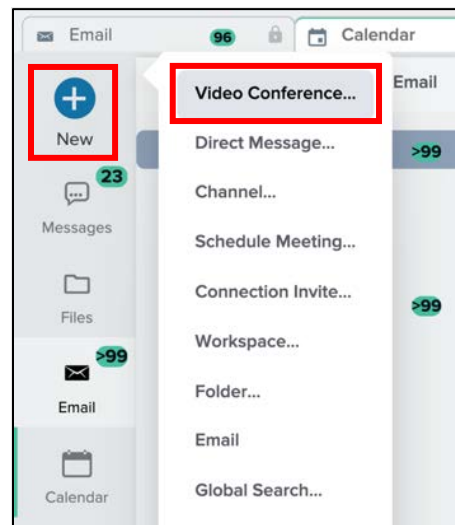 Email 96 Calendar
New
23
Messages
Files
>99
Email
Calendar
Video Conference...
Direct Message...
Channel...
Schedule Meeting...
Connection Invite...
Workspace...
Folder...
Email
Global Search...
Email
>99
>99